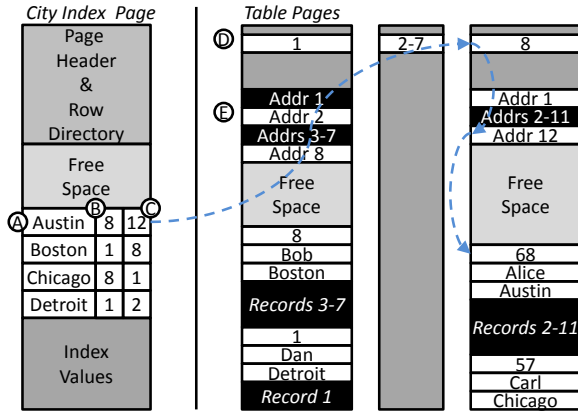 City Index Page
Page
Header
&
Row
Directory
Free
Space
A
B
C
Austin 8 12
Boston 1 8
Chicago 8 1
Detroit 1 2
Index
Values
Table Pages
D
1
E
Addr 1
Addr 2
Addrs 3-7
Addr 8
Free
Space
8
Bob
Boston
Records 3-7
1
Dan
Detroit
Record 1
2-7
8
Addr 1
Addrs 2-11
Addr 12
Free
Space
68
Alice
Austin
Records 2-11
57
Carl
Chicago